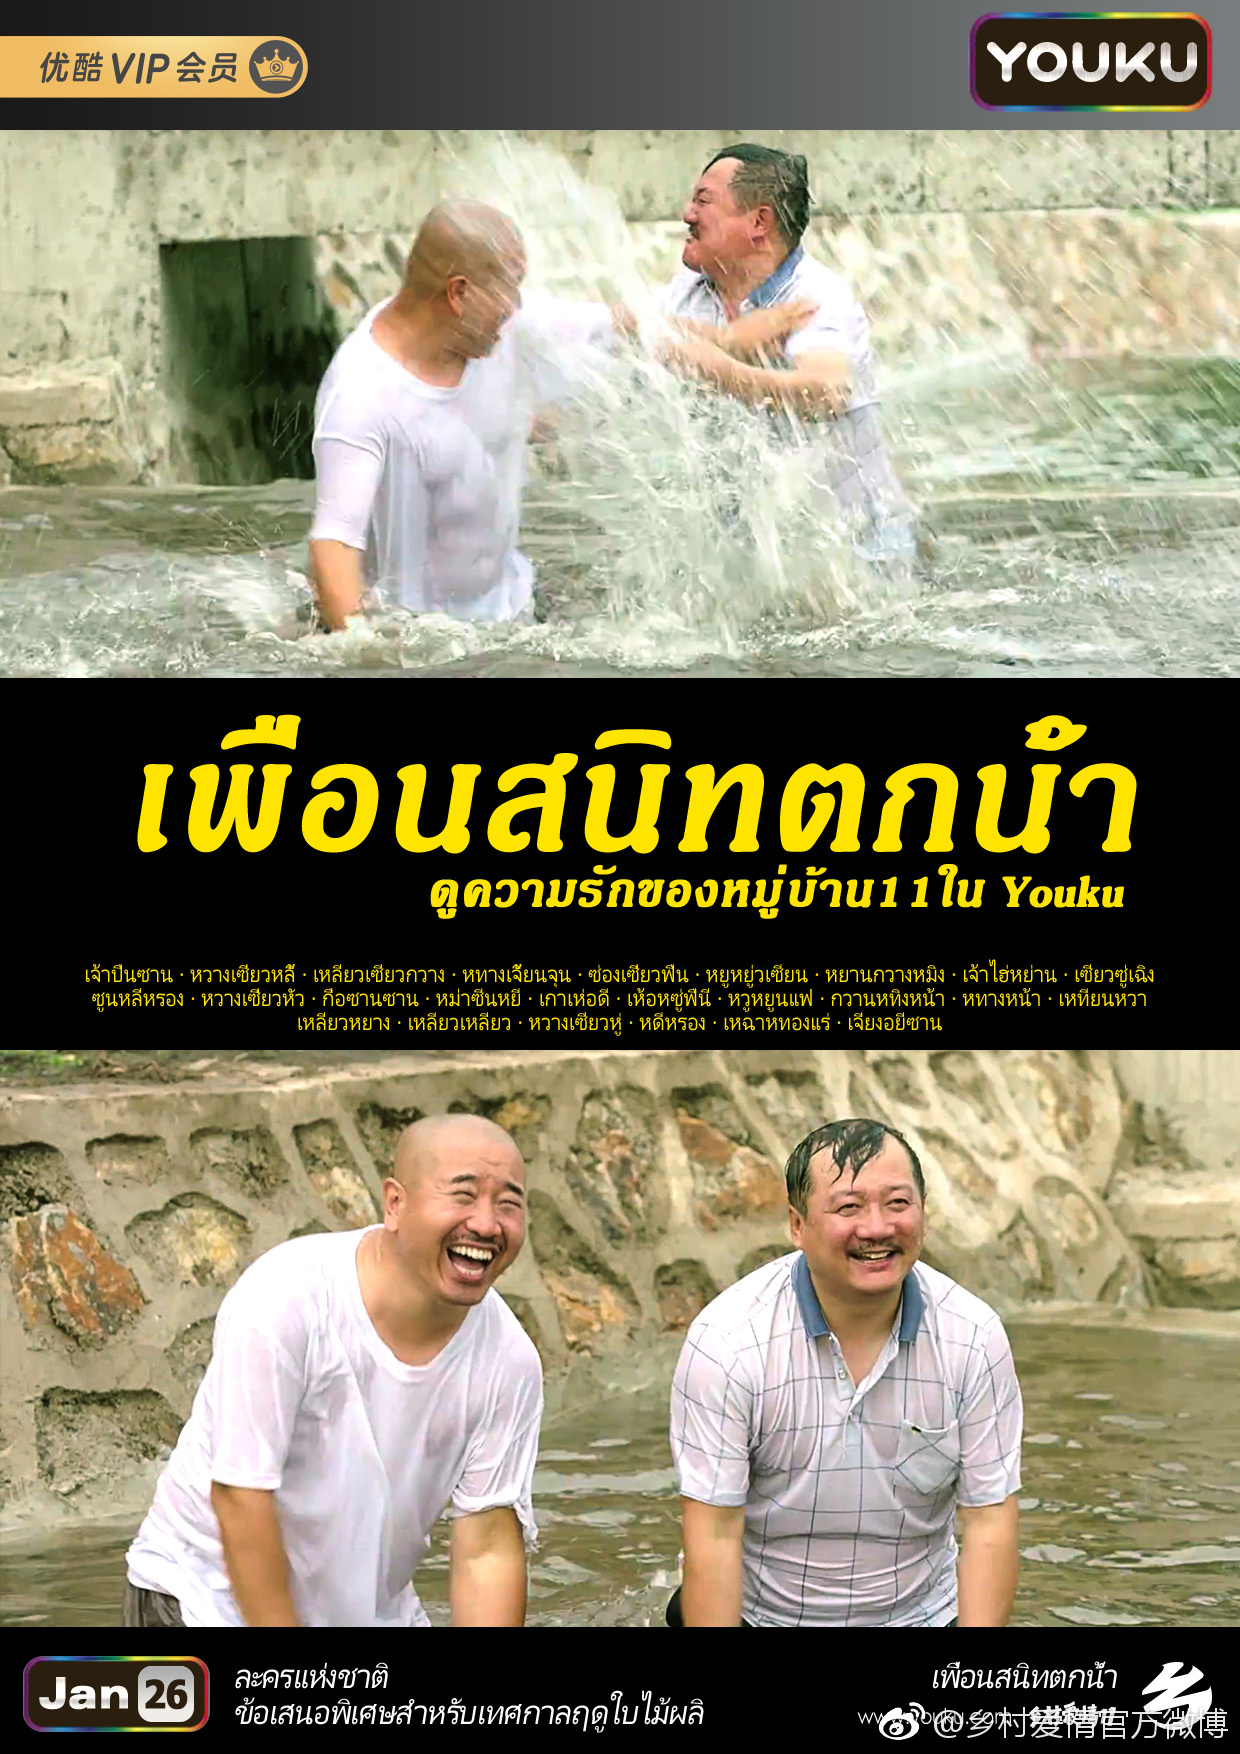 优酷VIP会员
YOUKU
เพื่อนสนิทตกน้ำ
ดูความรักของหมู่บ้าน11ใน Youku
เจ้าปืนซาน · หวางเซียวหลี้ · เหลียวเซียวกวาง · หทางเจี้ยนจุน · ซ่องเซียวฟืน · หยูหยู่วเซียน · หยานกวางหมิง · เจ้าไฮ่หย่าน · เซียวซู่เฉิง
ซูนหลีหรอง · หวางเซียวหัว · กือซานซาน · หม่าซืนหยี · เกาเห่อดี · เห้อหซู่ฟืนี · หวูหยูนแฟ · กวานหทิงหน้า · หทางหน้า · เหทียนหวา
เหลียวหยาง · เหลียวเหลียว · หวางเซียวหู่ · หดีหรอง · เหฉาหทองแร่ · เจียงอยีซาน
Jan 26
ละครแห่งชาติ
ข้อเสนอพิเศษสำหรับเทศกาลฤดูใบไม้ผลิ
เพื่อนสนิทตกน้ำ
@乡村爱情官方微博